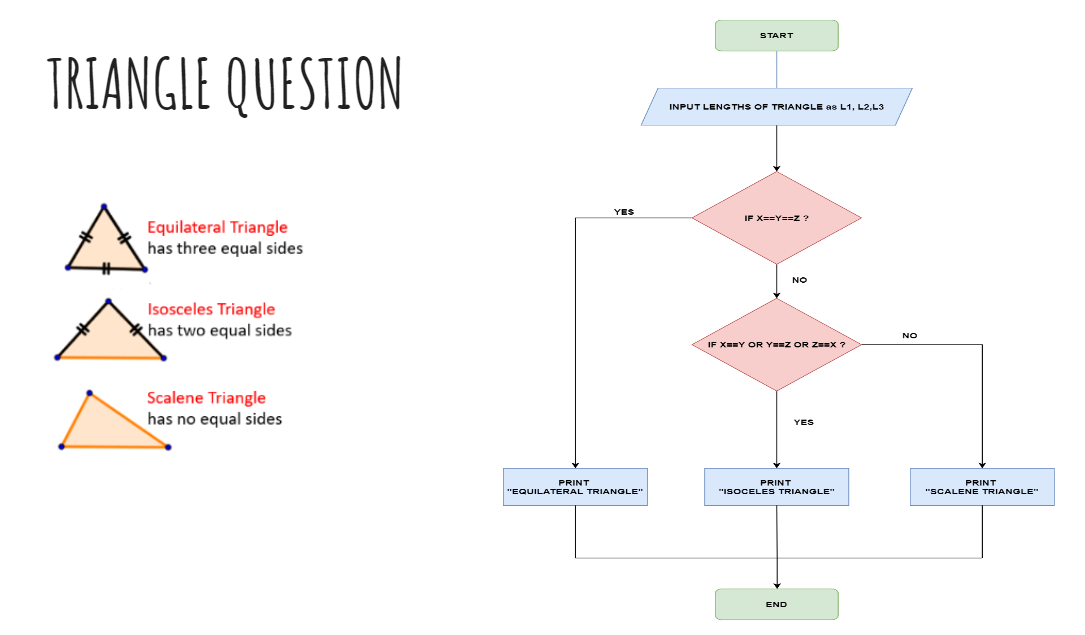 TRIANGLE QUESTION
Equilateral Triangle
has three equal sides
Isosceles Triangle
has two equal sides
Scalene Triangle
has no equal sides
START
INPUT LENGTHS OF TRIANGLE as L1, L2,L3
IF X==Y==Z ?
YES
NO
IF X==Y OR Y==Z OR Z==X ?
NO
YES
PRINT
"EQUILATERAL TRIANGLE"
PRINT
"ISOCELES TRIANGLE"
PRINT
"SCALENE TRIANGLE"
END